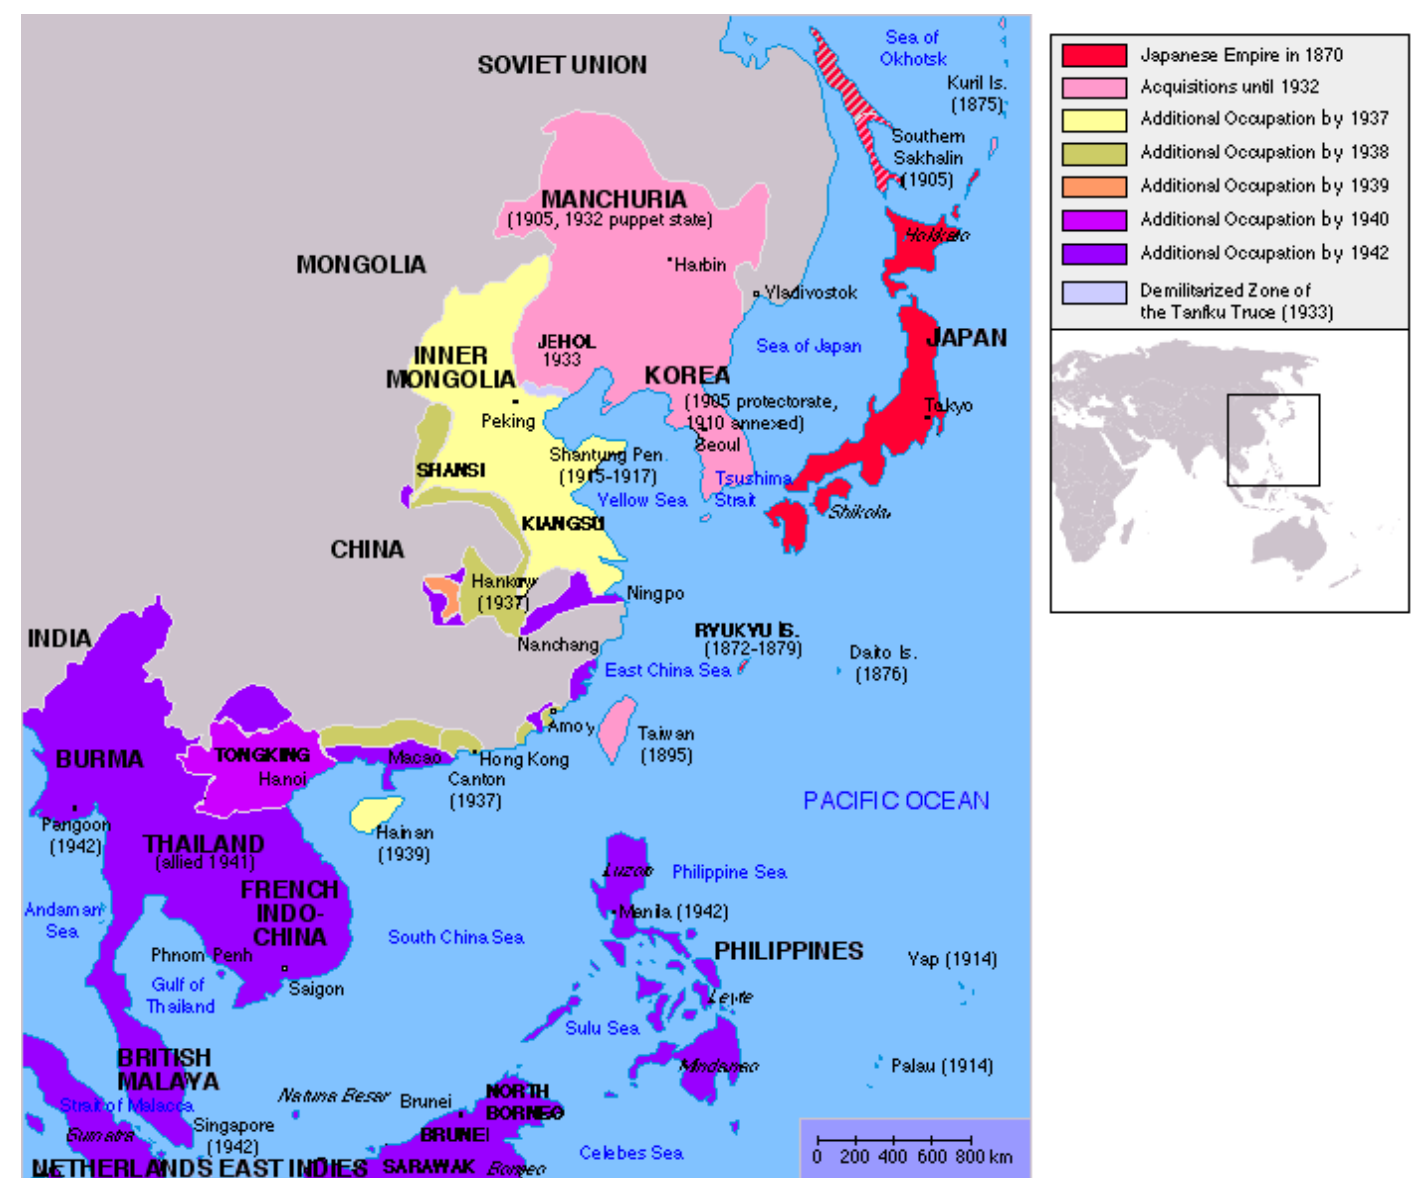 SOVIET UNION
Sea of
Okhotsk
Kuril Is.
(1875)
Southern
Sakhalin
(1905)
MANCHURIA
(1905, 1932 puppet state)
Hokkaido
MONGOLIA
Harbin
Vladivostok
JEHOL
1933
Sea of Japan
JAPAN
INNER
MONGOLIA
KOREA
(1905 protectorate,
1910 annexed)
Seoul
Tokyo
Peking
Shantung Pen.
(1915-1917)
SHANSI
Yellow Sea
Tsushima
Strait
Shikoku
KIANGSU
CHINA
Hankow
(1937)
Ningpo
Nanchang
INDIA
RYUKYU IS.
(1872-1879)
Daito Is.
(1876)
East China Sea
Amoy
Taiwan
(1895)
BURMA
TONGKING
Hanoi
Macao
Hong Kong
Canton
(1937)
PACIFIC OCEAN
Pangoon
(1942)
Hainan
(1939)
THAILAND
(allied 1941)
Luzon
Philippine Sea
FRENCH
INDO-
CHINA
Andaman
Sea
Manila (1942)
South China Sea
PHILIPPINES
Phnom Penh
Yap (1914)
Gulf of
Thailand
Saigon
Leyte
Sulu Sea
BRITISH
MALAYA
Mindanao
Palau (1914)
Strait of Malacca
Natuna Besar
Brunei
NORTH
BORNEO
Singapore
(1942)
Sumatra
BRUNEI
Celebes Sea
NETHERLANDS EAST INDIES
SARAWAK
Borneo
0 200 400 600 800 km
Japanese Empire in 1870
Acquisitions until 1932
Additional Occupation by 1937
Additional Occupation by 1938
Additional Occupation by 1939
Additional Occupation by 1940
Additional Occupation by 1942
Demilitarized Zone of
the Tanfku Truce (1933)